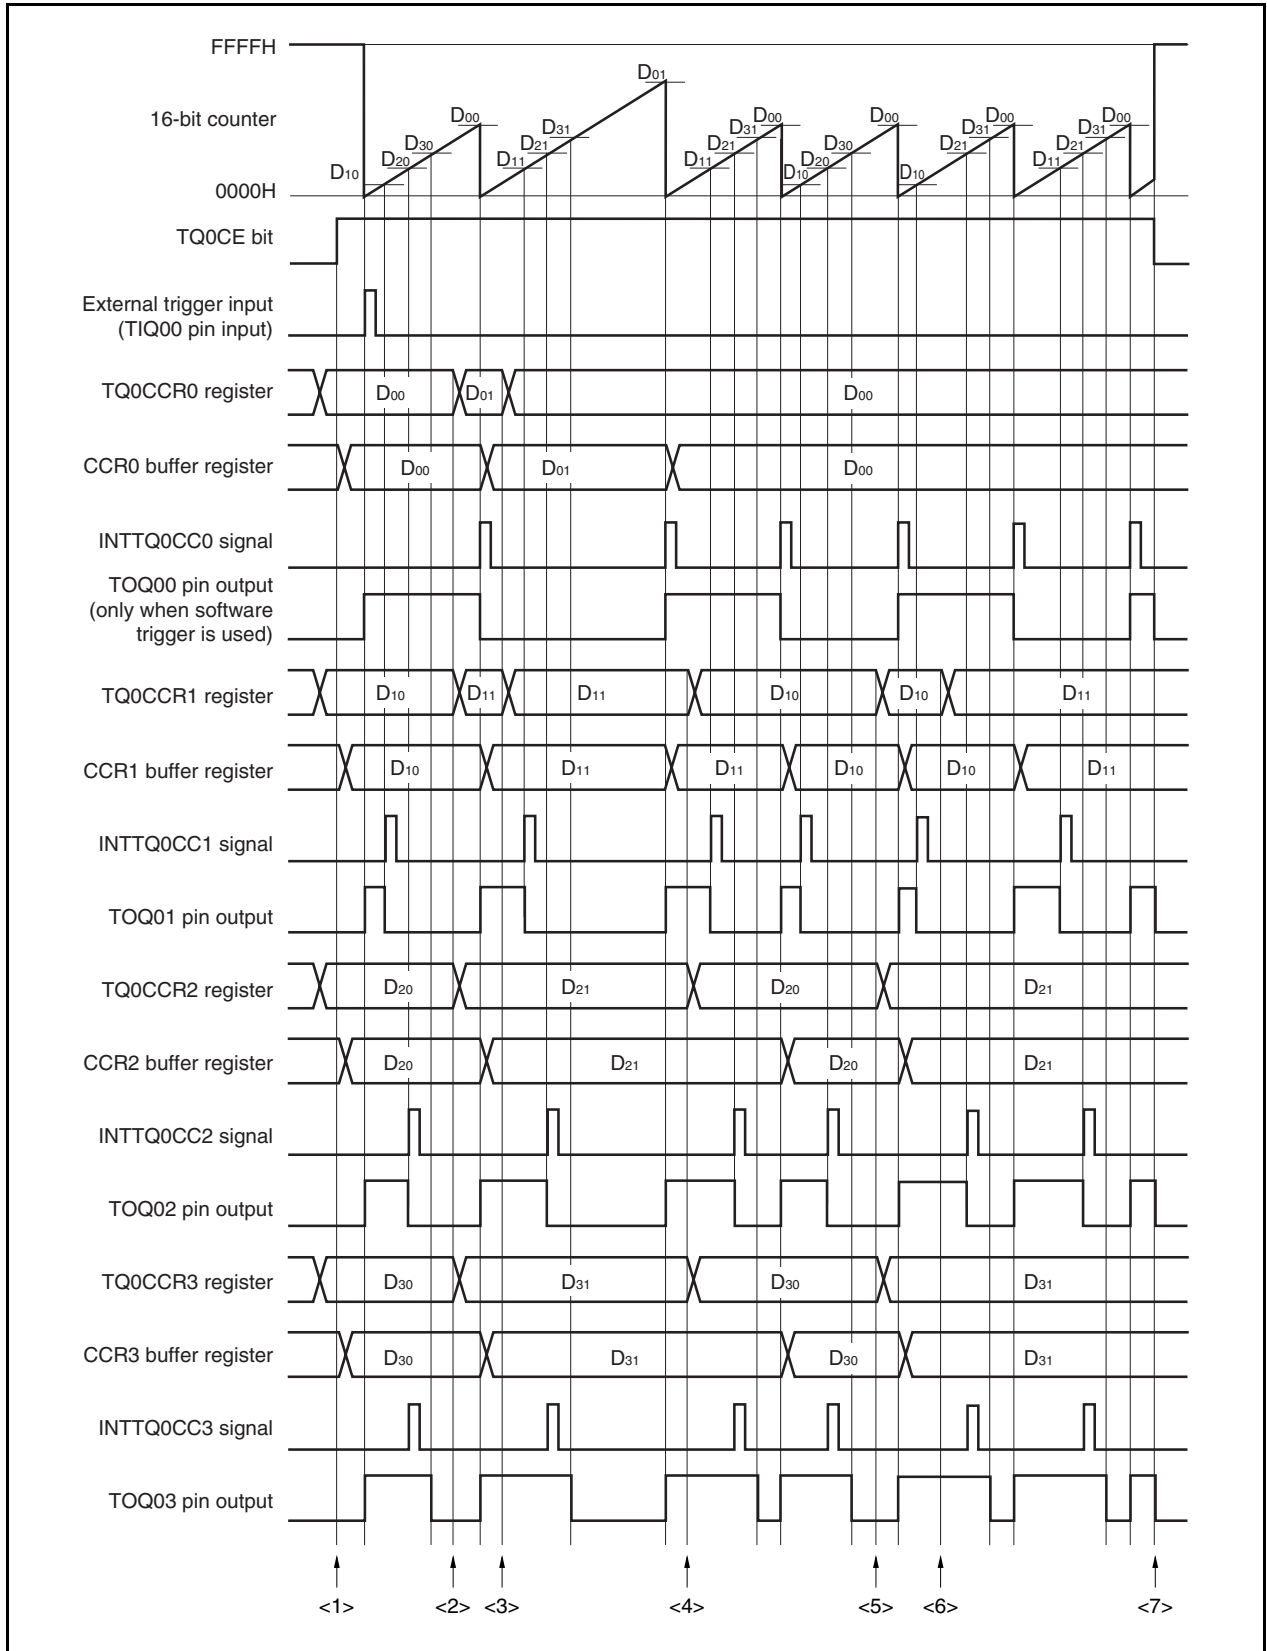 FFFFH
16-bit counter
0000H
D10 D20 D30 D00 D11 D21 D31 D01 D11 D21 D31 D00 D10 D20 D30 D00 D10 D21 D31 D00 D11 D21 D31 D00
TQ0CE bit
External trigger input
(TIQ00 pin input)
TQ0CCR0 register D00 D01 D00
CCR0 buffer register D00 D01 D00
INTTQ0CC0 signal
TOQ00 pin output
(only when software
trigger is used)
TQ0CCR1 register D10 D11 D11 D10 D10 D11
CCR1 buffer register D10 D11 D11 D10 D10 D11
INTTQ0CC1 signal
TOQ01 pin output
TQ0CCR2 register D20 D21 D20 D21
CCR2 buffer register D20 D21 D20 D21
INTTQ0CC2 signal
TOQ02 pin output
TQ0CCR3 register D30 D31 D30 D31
CCR3 buffer register D30 D31 D30 D31
INTTQ0CC3 signal
TOQ03 pin output
<1> <2> <3> <4> <5> <6> <7>